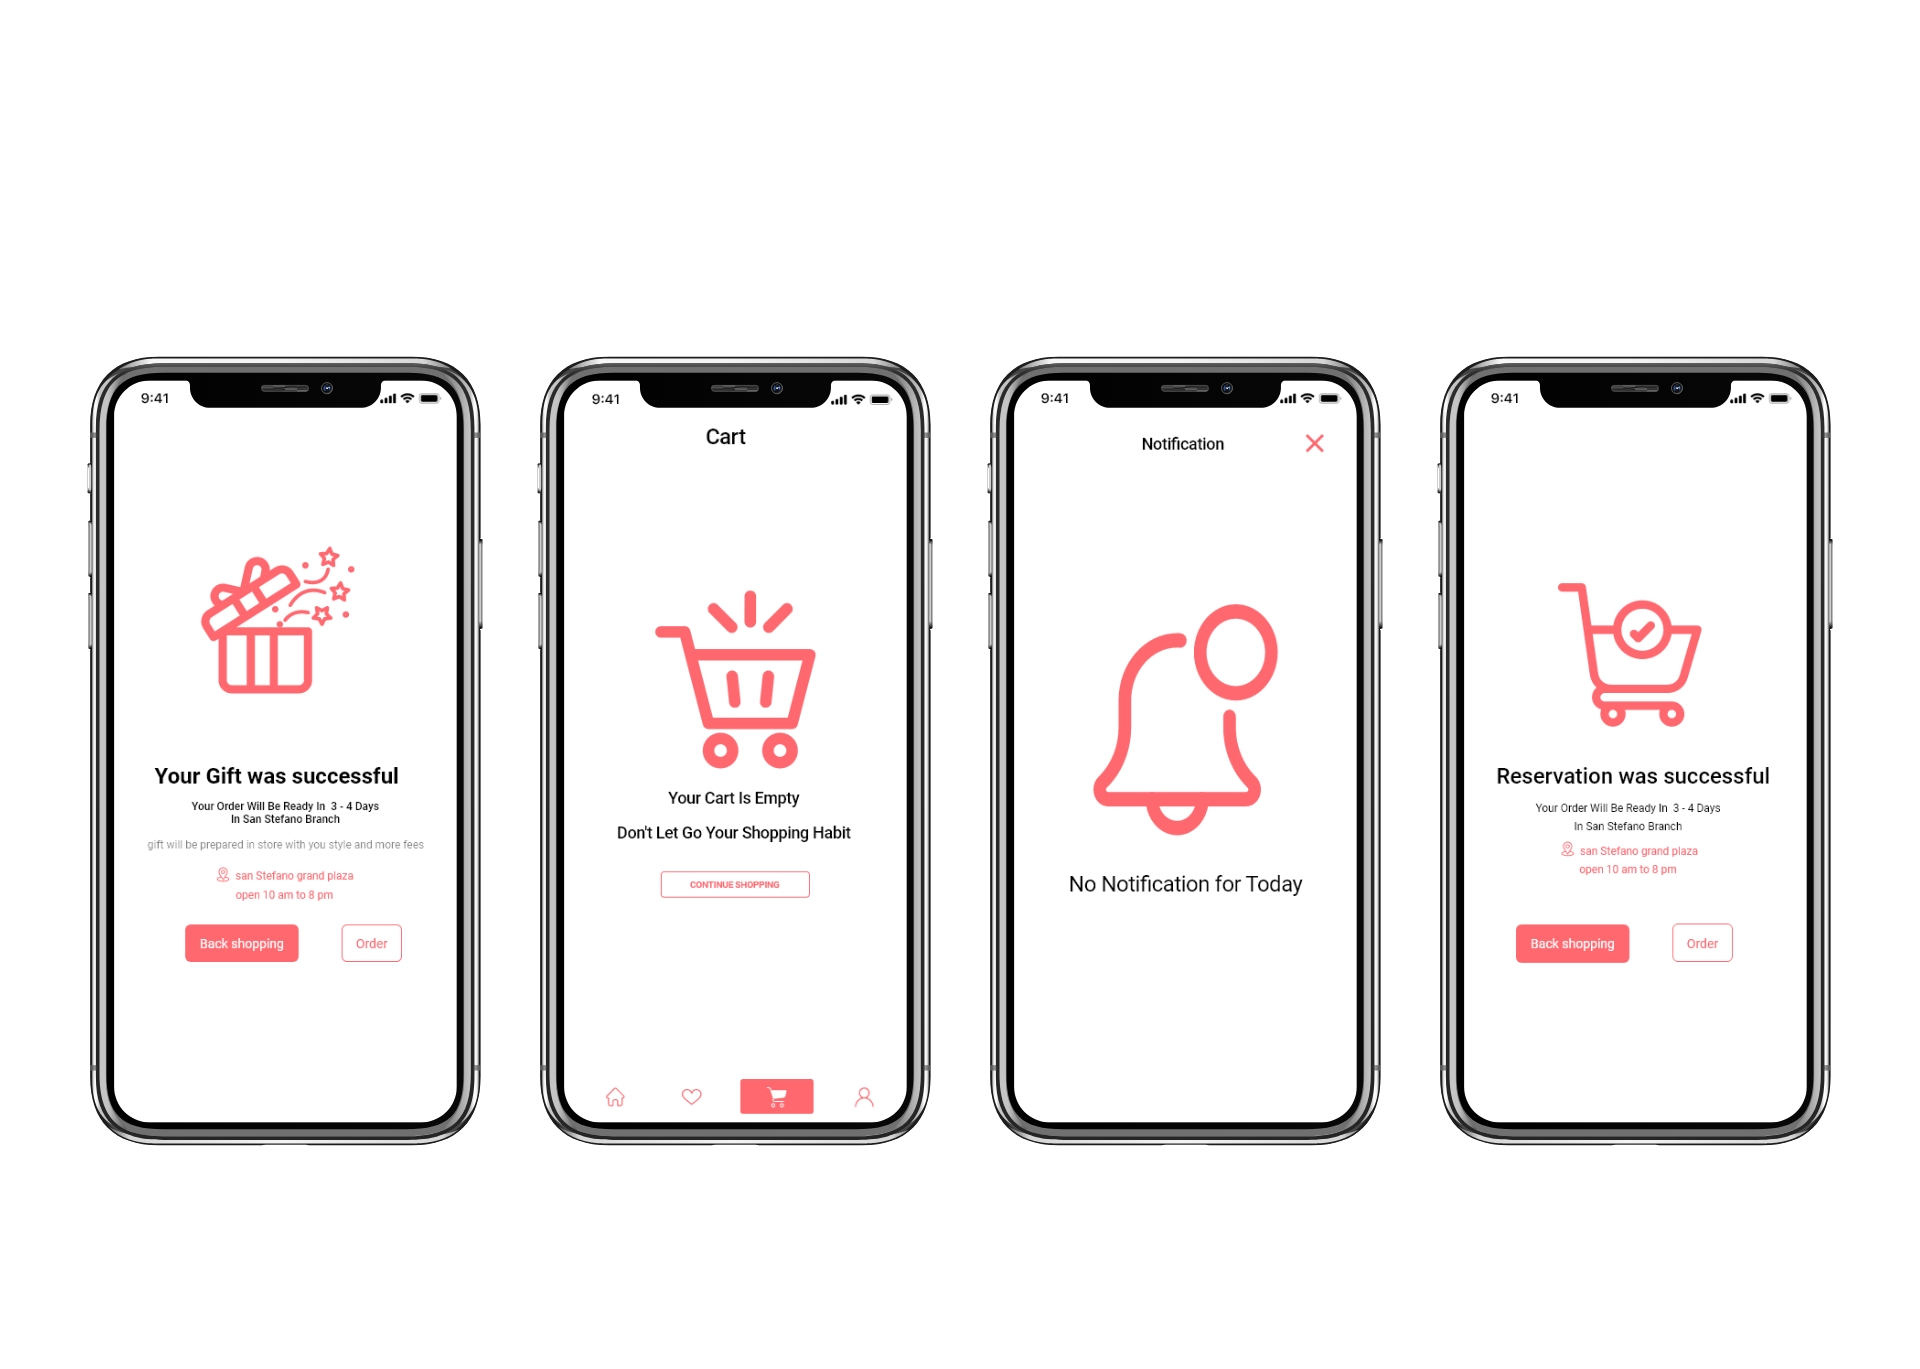 9:41
Your Gift was successful
Your Order Will Be Ready In 3 - 4 Days
In San Stefano Branch
gift will be prepared in store with you style and more fees
san Stefano grand plaza
open 10 am to 8 pm
Back shopping
Order
9:41
Cart
Your Cart Is Empty
Don't Let Go Your Shopping Habit
CONTINUE SHOPPING
9:41
Notification
No Notification for Today
9:41
Reservation was successful
Your Order Will Be Ready In 3 - 4 Days
In San Stefano Branch
san Stefano grand plaza
open 10 am to 8 pm
Back shopping
Order